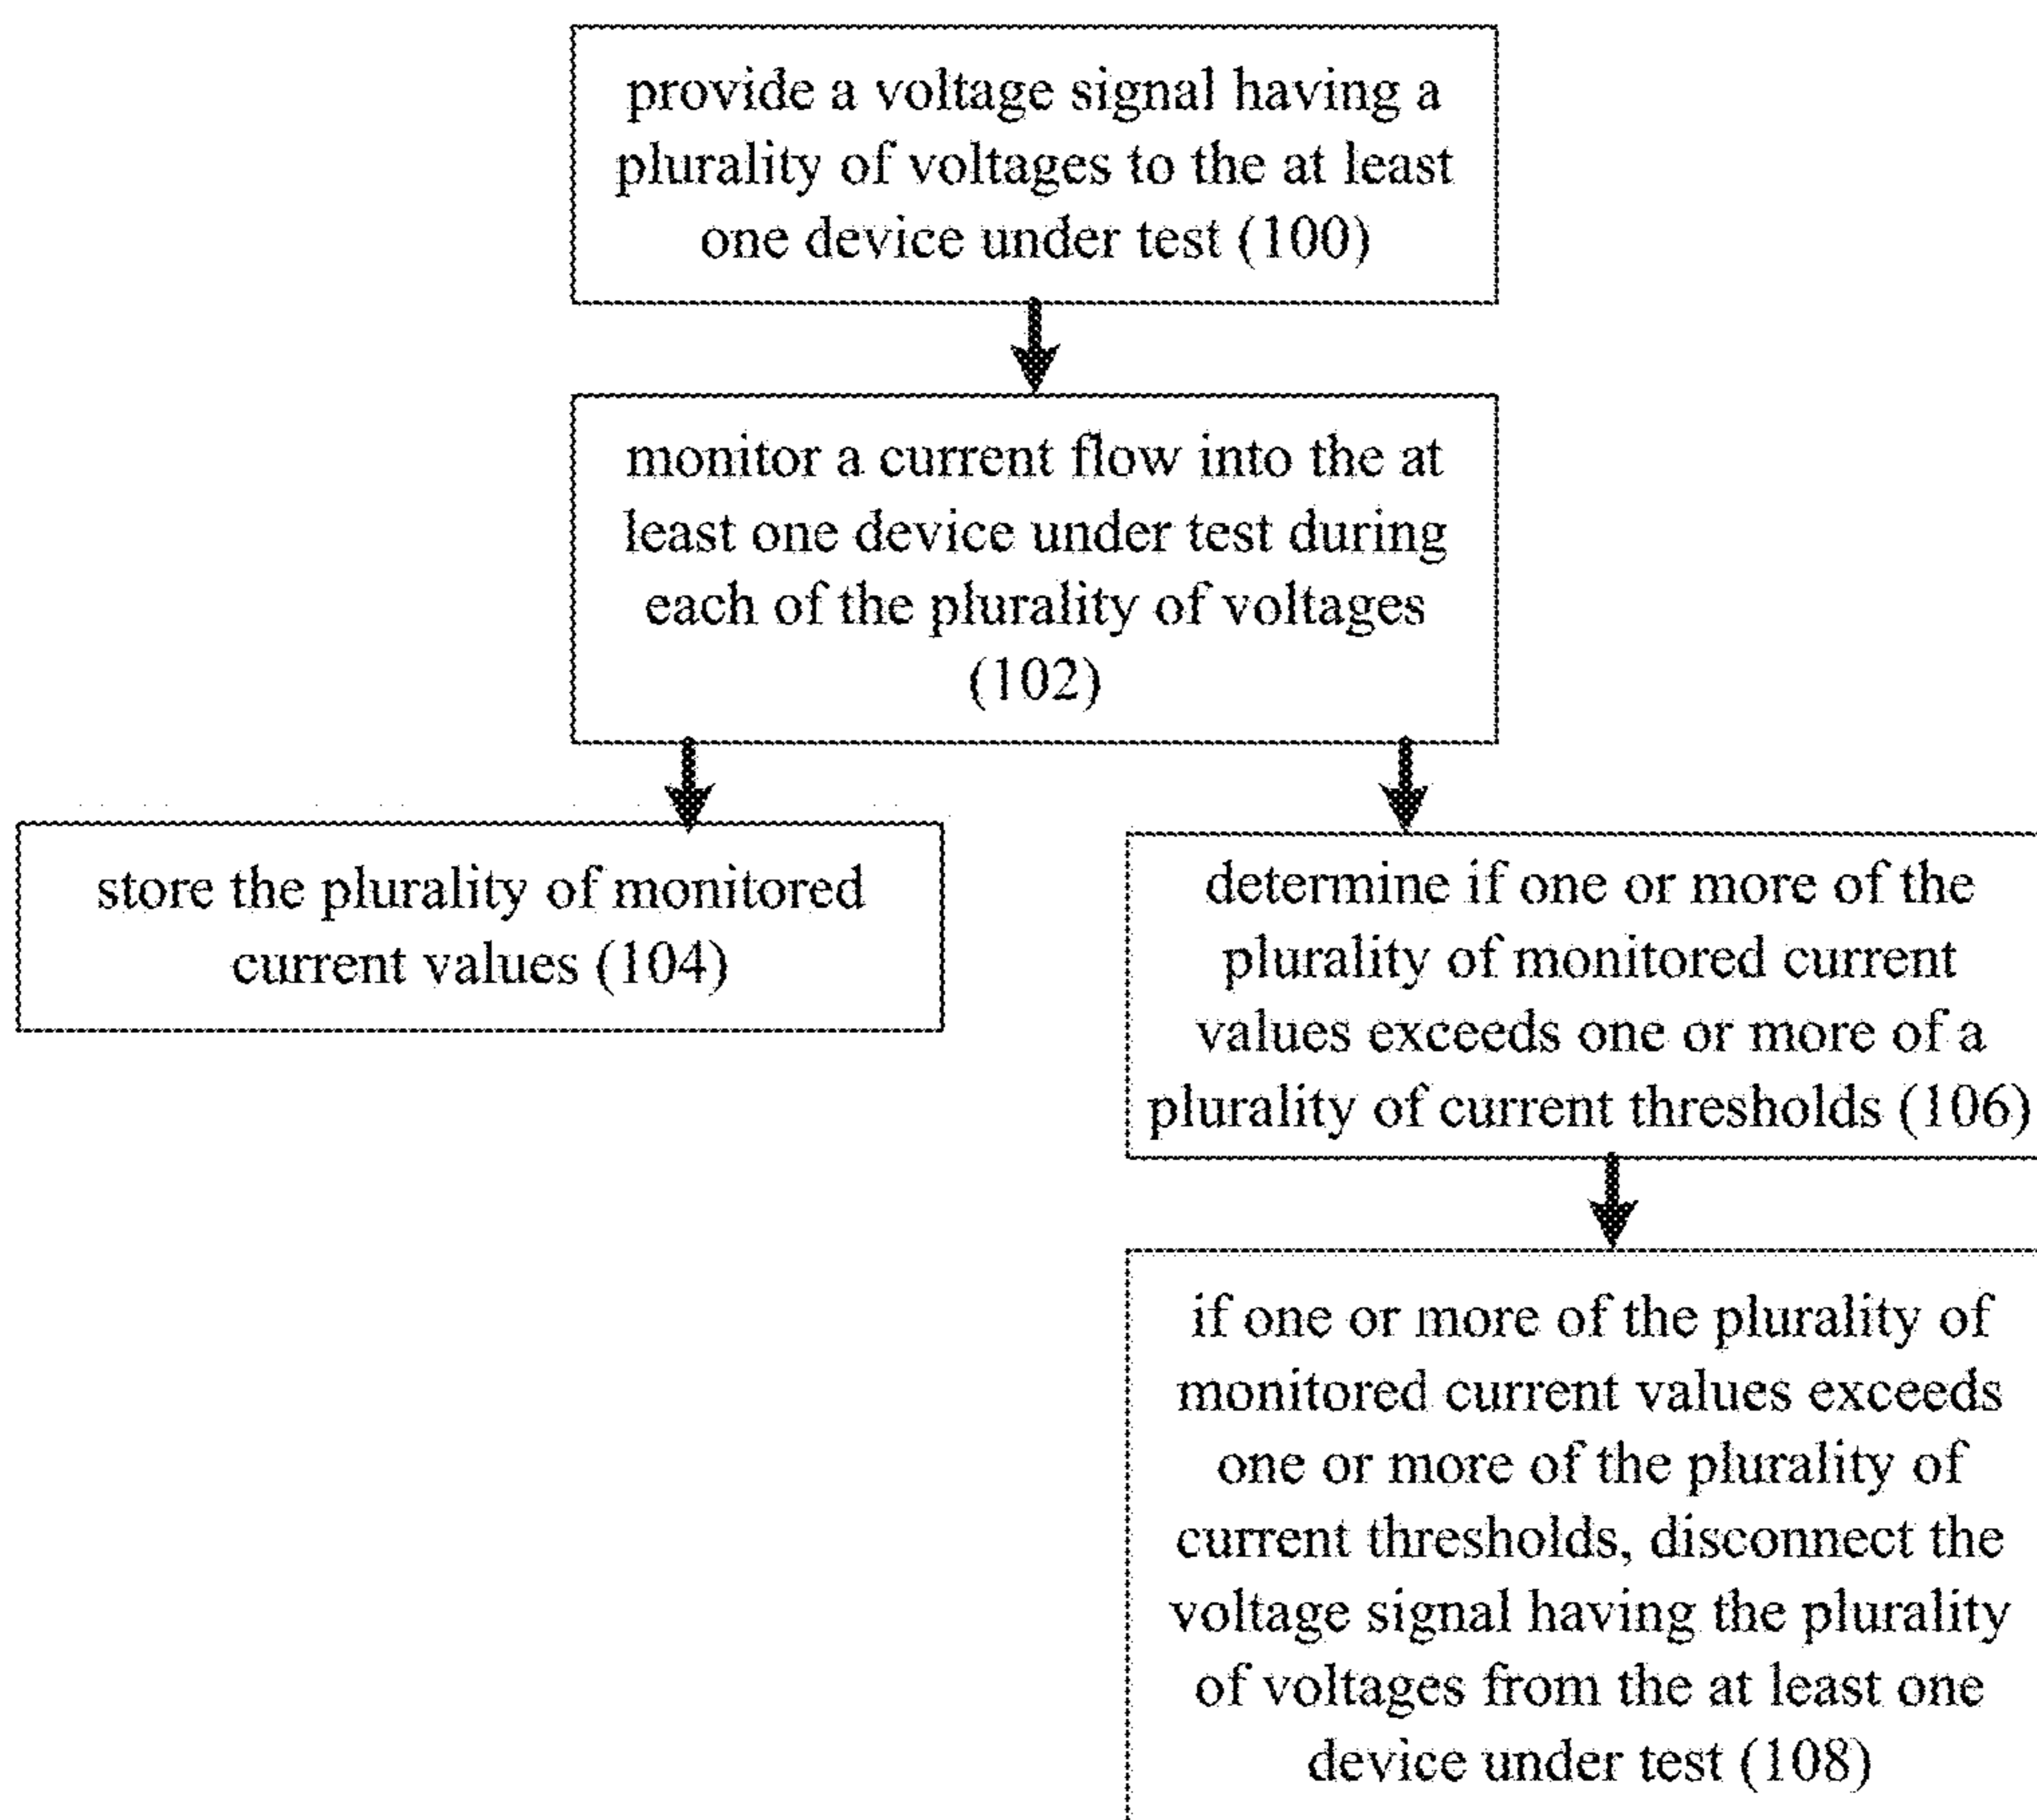 provide a voltage signal having a
plurality of voltages to the at least
one device under test (100)
monitor a current flow into the at
least one device under test during
each of the plurality of voltages
(102)
store the plurality of monitored
current values (104)
determine if one or more of the
plurality of monitored current
values exceeds one or more of a
plurality of current thresholds (106)
if one or more of the plurality of
monitored current values exceeds
one or more of the plurality of
current thresholds, disconnect the
voltage signal having the plurality
of voltages from the at least one
device under test (108)